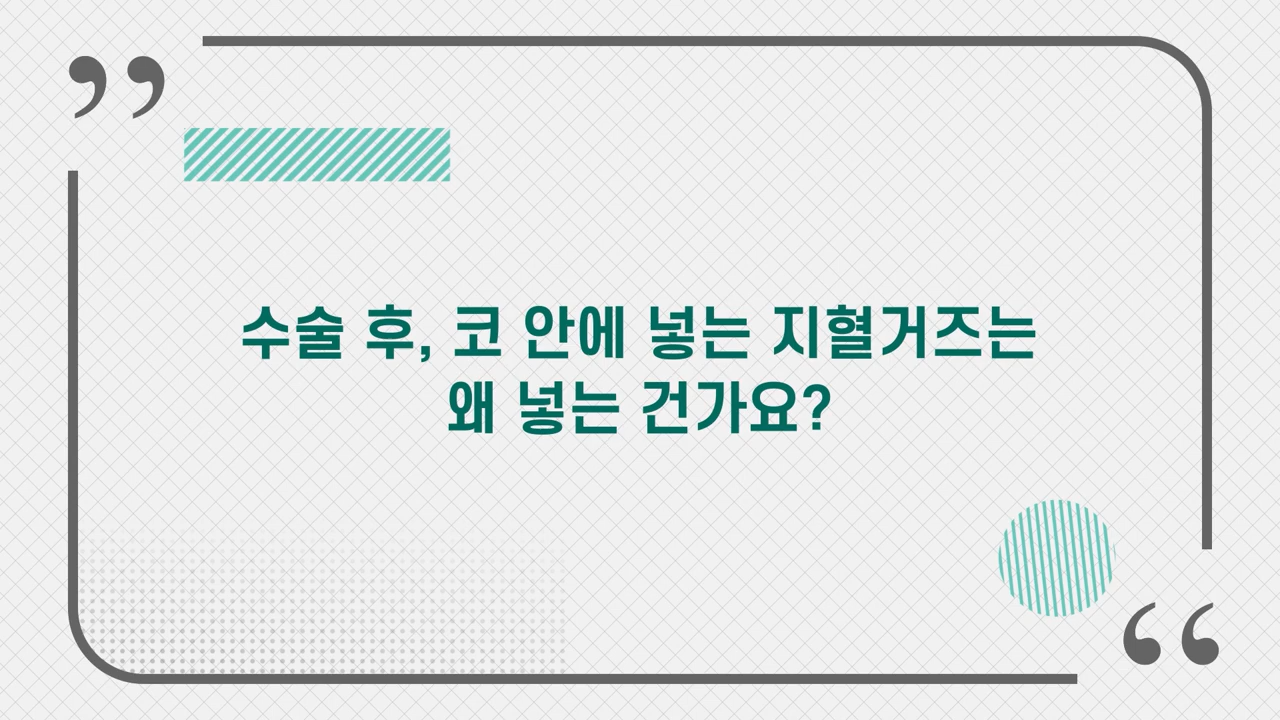 수술 후, 코 안에 넣는 지혈거즈는
왜 넣는 건가요?